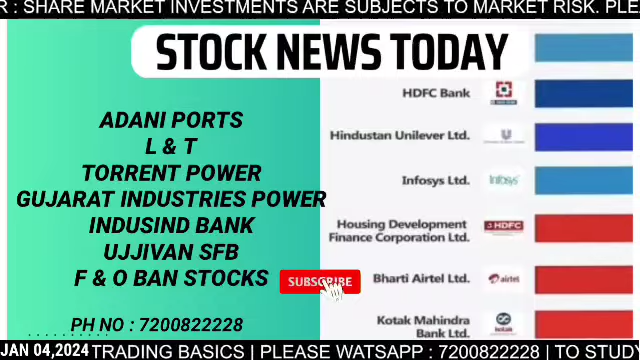 R : SHARE MARKET INVESTMENTS ARE SUBJECTS TO MARKET RISK. PLEA
STOCK NEWS TODAY
ADANI PORTS
L & T
TORRENT POWER
GUJARAT INDUSTRIES POWER
INDUSIND BANK
UJJIVAN SFB
F & O BAN STOCKS
PH NO : 7200822228
HDFC Bank
Hindustan Unilever Ltd.
Infosys Ltd.
Infosys
Housing Development
Finance Corporation Ltd.
HDFC
SUBSCRIBE
Bharti Airtel Ltd.
airtel
Kotak Mahindra
Bank Ltd.
kotak
JAN 04,2024 TRADING BASICS | PLEASE WATSAPP : 7200822228 | TO STUD